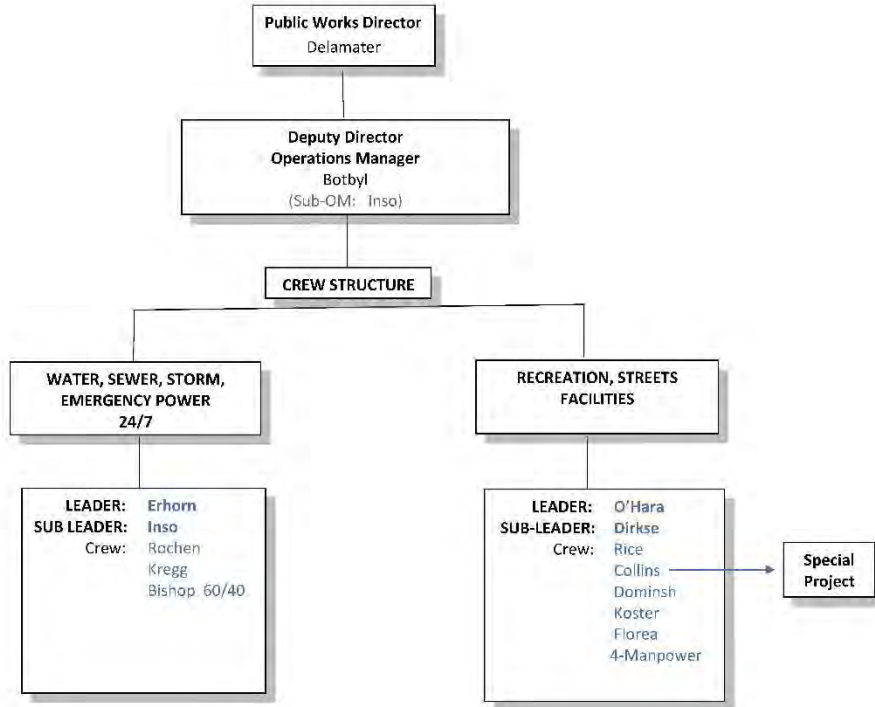 Public Works Director
Delamater
Deputy Director
Operations Manager
Botbyl
(Sub-OM: Inso)
CREW STRUCTURE
WATER, SEWER, STORM,
EMERGENCY POWER
24/7
RECREATION, STREETS
FACILITIES
LEADER: Erhorn
SUB LEADER: Inso
Crew: Rochen
Kregg
Bishop 60/40
LEADER: O'Hara
SUB-LEADER: Dirkse
Crew: Rice
Collins
Dominsh
Koster
Florea
4-Manpower
Special
Project